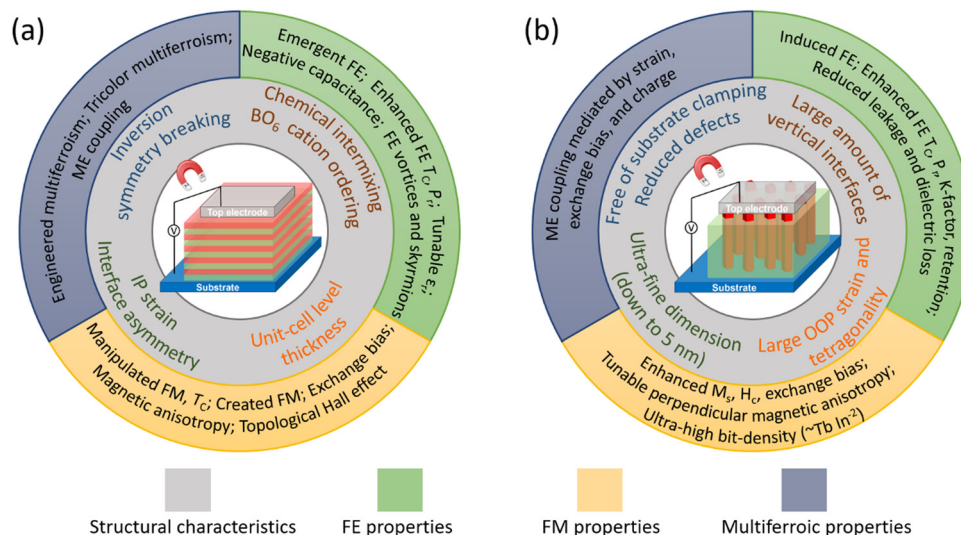 (a)
Engineered multiferroism; Tricolor multiferroism;
ME coupling
Emergent FE; Enhanced FE T_C, P_r; Tunable ε_r;
Negative capacitance; FE vortices and skyrmions
Manipulated FM, T_C; Created FM; Exchange bias;
Magnetic anisotropy; Topological Hall effect
Inversion
symmetry breaking
Chemical intermixing
BO₆ cation ordering
IP strain
Interface asymmetry
Unit-cell level
thickness
Top electrode
V
Substrate
(b)
ME coupling mediated by strain,
exchange bias, and charge
Induced FE; Enhanced FE T_C, P_r, K-factor, retention;
Reduced leakage and dielectric loss
Enhanced M_s, H_c, exchange bias;
Tunable perpendicular magnetic anisotropy;
Ultra-high bit-density (~Tb In⁻²)
Free of substrate clamping
Reduced defects
Large amount of
vertical interfaces
Ultra-fine dimension
(down to 5 nm)
Large OOP strain and
tetragonality
Top electrode
V
Substrate
Structural characteristics
FE properties
FM properties
Multiferroic properties